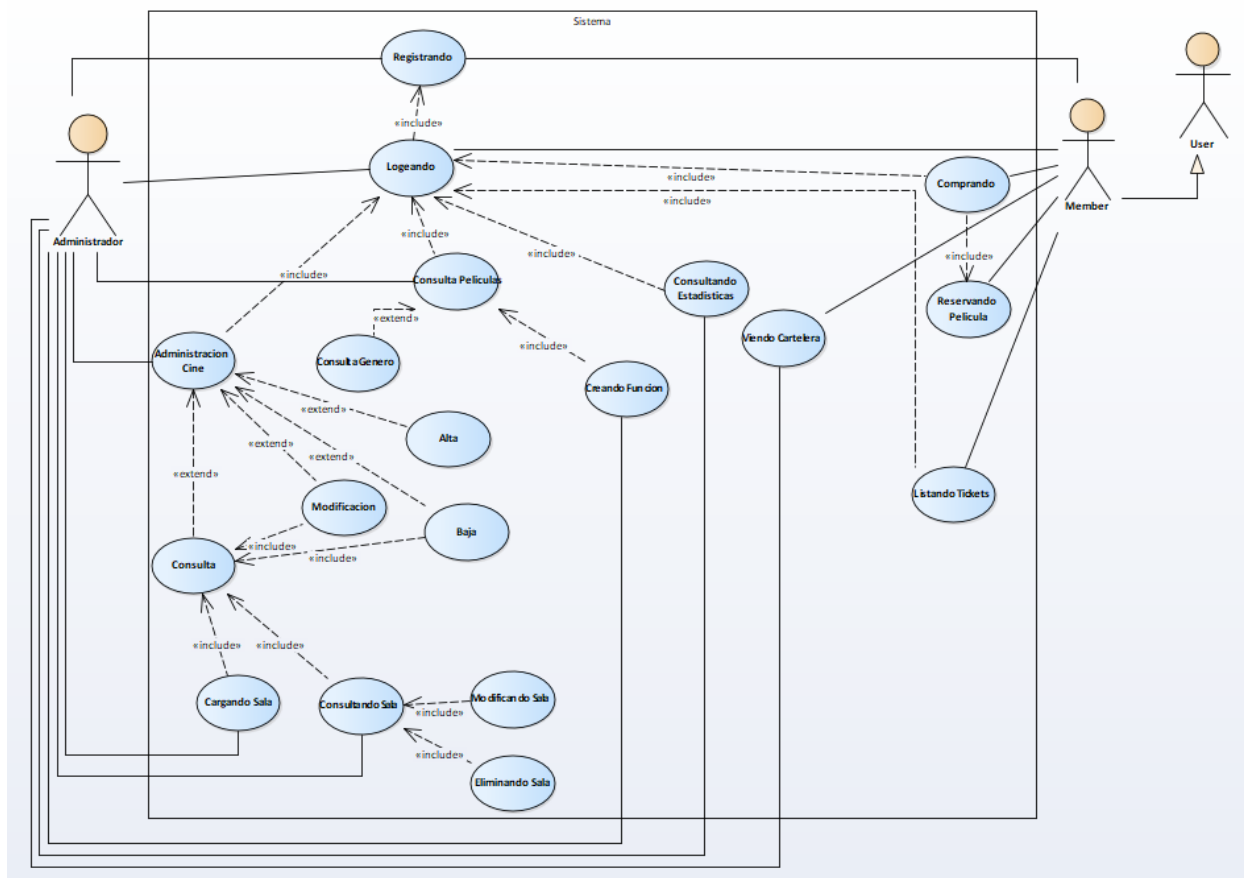 Sistema
Registrando
«include»
User
Logeando
«include»
Comprando
«include»
Member
Administrador
«include»
«include»
«include»
«include»
Consulta Peliculas
Consultando
Estadisticas
Reservando
Pelicula
«extend»
Viendo Cartelera
Administracion
Cine
Consulta Genero
«include»
Creando Funcion
«extend»
Alta
«extend»
«extend»
«extend»
Listando Tickets
Modificacion
Baja
«include»
«include»
Consulta
«include»
«include»
Cargando Sala
Consultando Sala
Modificando Sala
«include»
«include»
Eliminando Sala